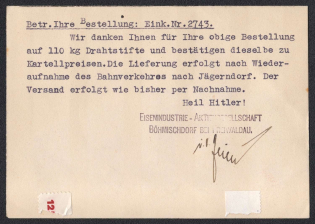 Betr.Ihre Bestellung: Eink.Nr.2743.
Wir danken Ihnen für Ihre obige Bestellung
auf 110 kg Drahtstifte und bestätigen dieselbe zu
Kartellpreisen.Die Lieferung erfolgt nach Wieder-
aufnahme des Bahnverkehres nach Jägerndorf. Der
Versand erfolgt wie bisher per Nachnahme.
Heil Hitler!
EISENINDUSTRIE - AKTIENGESELLSCHAFT
BÖHMISCHDORF BEI FREIWALDAU.
12